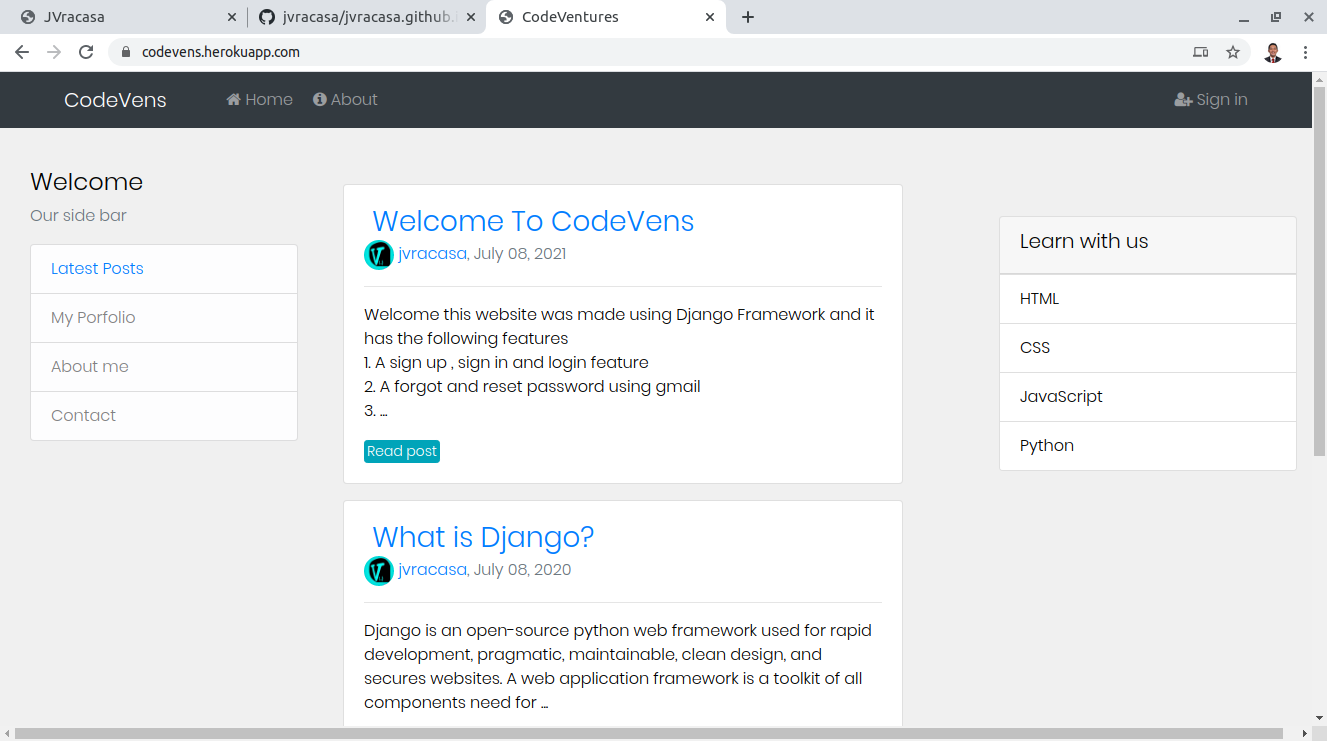 JVracasa
jvracasa/jvracasa.github.
CodeVentures
codevens.herokuapp.com
CodeVens
Home
About
Sign in
Welcome
Our side bar
Latest Posts
My Porfolio
About me
Contact
Welcome To CodeVens
jvracasa, July 08, 2021
Welcome this website was made using Django Framework and it
has the following features
1. A sign up , sign in and login feature
2. A forgot and reset password using gmail
3. ...
Read post
What is Django?
jvracasa, July 08, 2020
Django is an open-source python web framework used for rapid
development, pragmatic, maintainable, clean design, and
secures websites. A web application framework is a toolkit of all
components need for ...
Learn with us
HTML
CSS
JavaScript
Python